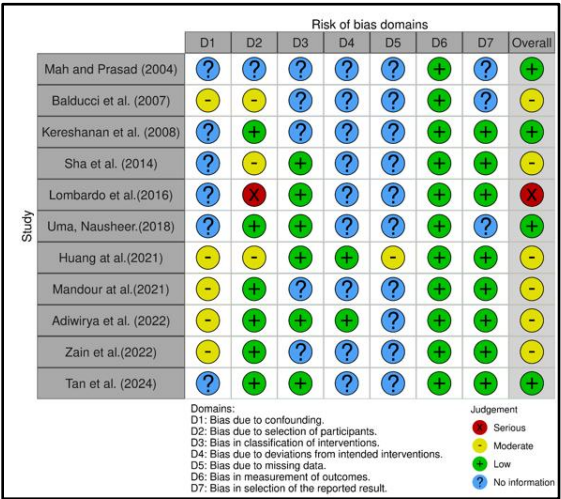 Risk of bias domains
D1 D2 D3 D4 D5 D6 D7 Overall
Study
Mah and Prasad (2004) ? ? ? ? ? + ? +
Balducci et al. (2007) - - ? ? ? + ? -
Kereshanan et al. (2008) ? + ? ? ? + + +
Sha et al. (2014) ? - + ? ? + + -
Lombardo et al.(2016) ? X + ? ? + + X
Uma, Nausheer.(2018) ? + + ? ? + ? +
Huang at al.(2021) - - + + - + + -
Mandour at al.(2021) - + ? ? ? + + -
Adiwirya et al. (2022) - + + + ? + + -
Zain et al.(2022) - + ? ? ? + + -
Tan et al. (2024) ? + + ? ? + + +
Domains:
D1: Bias due to confounding.
D2: Bias due to selection of participants.
D3: Bias in classification of interventions.
D4: Bias due to deviations from intended interventions.
D5: Bias due to missing data.
D6: Bias in measurement of outcomes.
D7: Bias in selection of the reported result.
Judgement
X Serious
- Moderate
+ Low
? No information